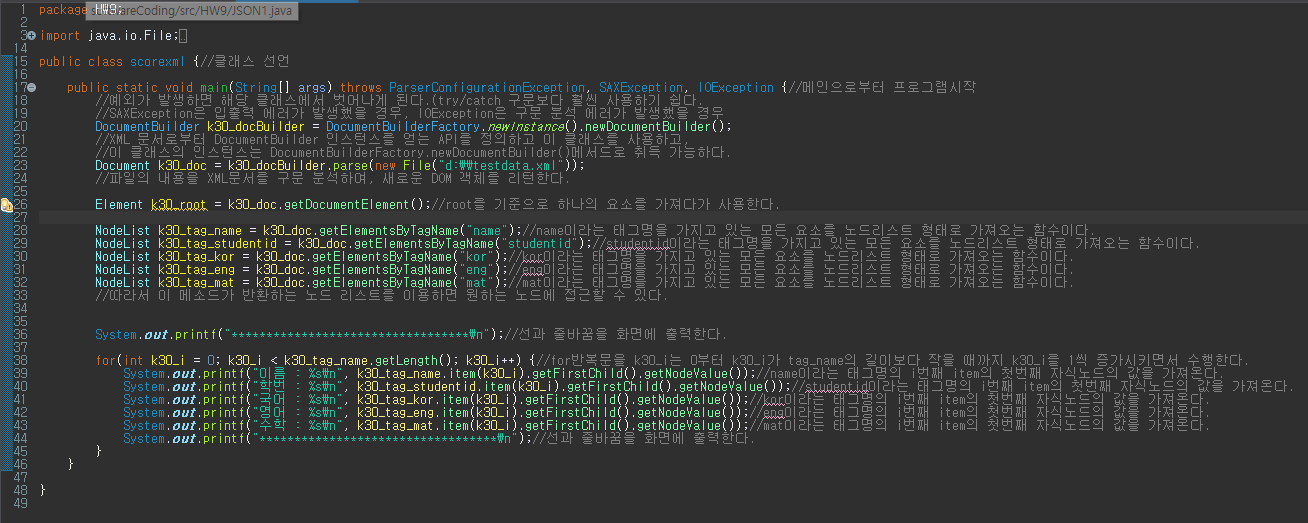 package HW9;
areCoding/src/HW9/JSON1.java
import java.io.File;
public class scorexml {//클래스 선언
public static void main(String[] args) throws ParserConfigurationException, SAXException, IOException {//메인으로부터 프로그램시작
//예외가 발생하면 해당 클래스에서 벗어나게 된다.(try/catch 구문보다 훨씬 사용하기 쉽다.
//SAXException은 입출력 에러가 발생했을 경우, IOException은 구문 분석 에러가 발생했을 경우
DocumentBuilder k30_docBuilder = DocumentBuilderFactory.newInstance().newDocumentBuilder();
//XML 문서로부터 DocumentBuilder 인스턴스를 얻는 API를 정의하고 이 클래스를 사용하고,
//이 클래스의 인스턴스는 DocumentBuilderFactory.newDocumentBuilder()메서드로 취득 가능하다.
Document k30_doc = k30_docBuilder.parse(new File("d:\\testdata.xml"));
//파일의 내용을 XML문서를 구문 분석하여, 새로운 DOM 객체를 리턴한다.
Element k30_root = k30_doc.getDocumentElement();//root를 기준으로 하나의 요소를 가져다가 사용한다.
NodeList k30_tag_name = k30_doc.getElementsByTagName("name");//name이라는 태그명을 가지고 있는 모든 요소를 노드리스트 형태로 가져오는 함수이다.
NodeList k30_tag_studentid = k30_doc.getElementsByTagName("studentid");//studentid이라는 태그명을 가지고 있는 모든 요소를 노드리스트 형태로 가져오는 함수이다.
NodeList k30_tag_kor = k30_doc.getElementsByTagName("kor");//kor이라는 태그명을 가지고 있는 모든 요소를 노드리스트 형태로 가져오는 함수이다.
NodeList k30_tag_eng = k30_doc.getElementsByTagName("eng");//eng이라는 태그명을 가지고 있는 모든 요소를 노드리스트 형태로 가져오는 함수이다.
NodeList k30_tag_mat = k30_doc.getElementsByTagName("mat");//mat이라는 태그명을 가지고 있는 모든 요소를 노드리스트 형태로 가져오는 함수이다.
//따라서 이 메소드가 반환하는 노드 리스트를 이용하면 원하는 노드에 접근할 수 있다.
System.out.printf("**********************************\n");//선과 줄바꿈을 화면에 출력한다.
for(int k30_i = 0; k30_i < k30_tag_name.getLength(); k30_i++) {//for반복문을 k30_i는 0부터 k30_i가 tag_name의 길이보다 작을 때까지 k30_i를 1씩 증가시키면서 수행한다.
System.out.printf("이름 : %s\n", k30_tag_name.item(k30_i).getFirstChild().getNodeValue());//name이라는 태그명의 i번째 item의 첫번째 자식노드의 값을 가져온다.
System.out.printf("학번 : %s\n", k30_tag_studentid.item(k30_i).getFirstChild().getNodeValue());//studentid이라는 태그명의 i번째 item의 첫번째 자식노드의 값을 가져온다.
System.out.printf("국어 : %s\n", k30_tag_kor.item(k30_i).getFirstChild().getNodeValue());//kor이라는 태그명의 i번째 item의 첫번째 자식노드의 값을 가져온다.
System.out.printf("영어 : %s\n", k30_tag_eng.item(k30_i).getFirstChild().getNodeValue());//eng이라는 태그명의 i번째 item의 첫번째 자식노드의 값을 가져온다.
System.out.printf("수학 : %s\n", k30_tag_mat.item(k30_i).getFirstChild().getNodeValue());//mat이라는 태그명의 i번째 item의 첫번째 자식노드의 값을 가져온다.
System.out.printf("**********************************\n");//선과 줄바꿈을 화면에 출력한다.
}
}
}